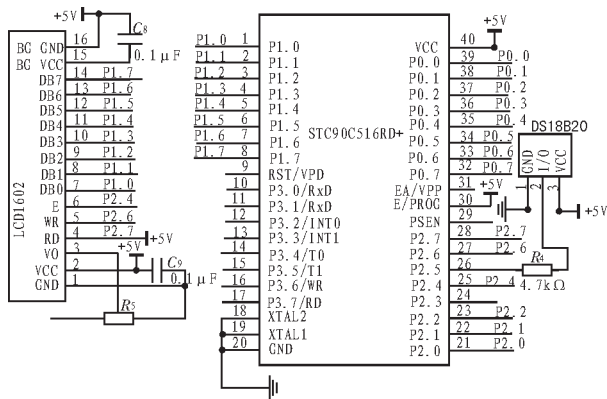 +5V
C8
0.1μF
LCD1602
BG GND 16
BG VCC 15
DB7 14 P1.7
DB6 13 P1.6
DB5 12 P1.5
DB4 11 P1.4
DB3 10 P1.3
DB2 9 P1.2
DB1 8 P1.1
DB0 7 P1.0
E 6 P2.4
WR 5 P2.6
RD 4 P2.7
+5V
VO 3
+5V
VCC 2
C9
0.1μF
GND 1
R5
STC90C516RD+
P1.0 1 P1.0
P1.1 2 P1.1
P1.2 3 P1.2
P1.3 4 P1.3
P1.4 5 P1.4
P1.5 6 P1.5
P1.6 7 P1.6
P1.7 8 P1.7
9 RST/VPD
10 P3.0/RxD
11 P3.1/RxD
12 P3.2/INT0
13 P3.3/INT1
14 P3.4/T0
15 P3.5/T1
16 P3.6/WR
17 P3.7/RD
18 XTAL2
19 XTAL1
20 GND
VCC 40
+5V
P0.0 39 P0.0
P0.1 38 P0.1
P0.2 37 P0.2
P0.3 36 P0.3
P0.4 35 P0.4
P0.5 34 P0.5
P0.6 33 P0.6
P0.7 32 P0.7
EA/VPP 31
+5V
E/PROG 30
PSEN 29
P2.7 28 P2.7
P2.6 27 P2.6
P2.5 26
P2.4 25 P2.4
P2.3 24
P2.2 23 P2.2
P2.1 22 P2.1
P2.0 21 P2.0
R4
4.7kΩ
DS18B20
GND
I/O
VCC
1
2
3
+5V